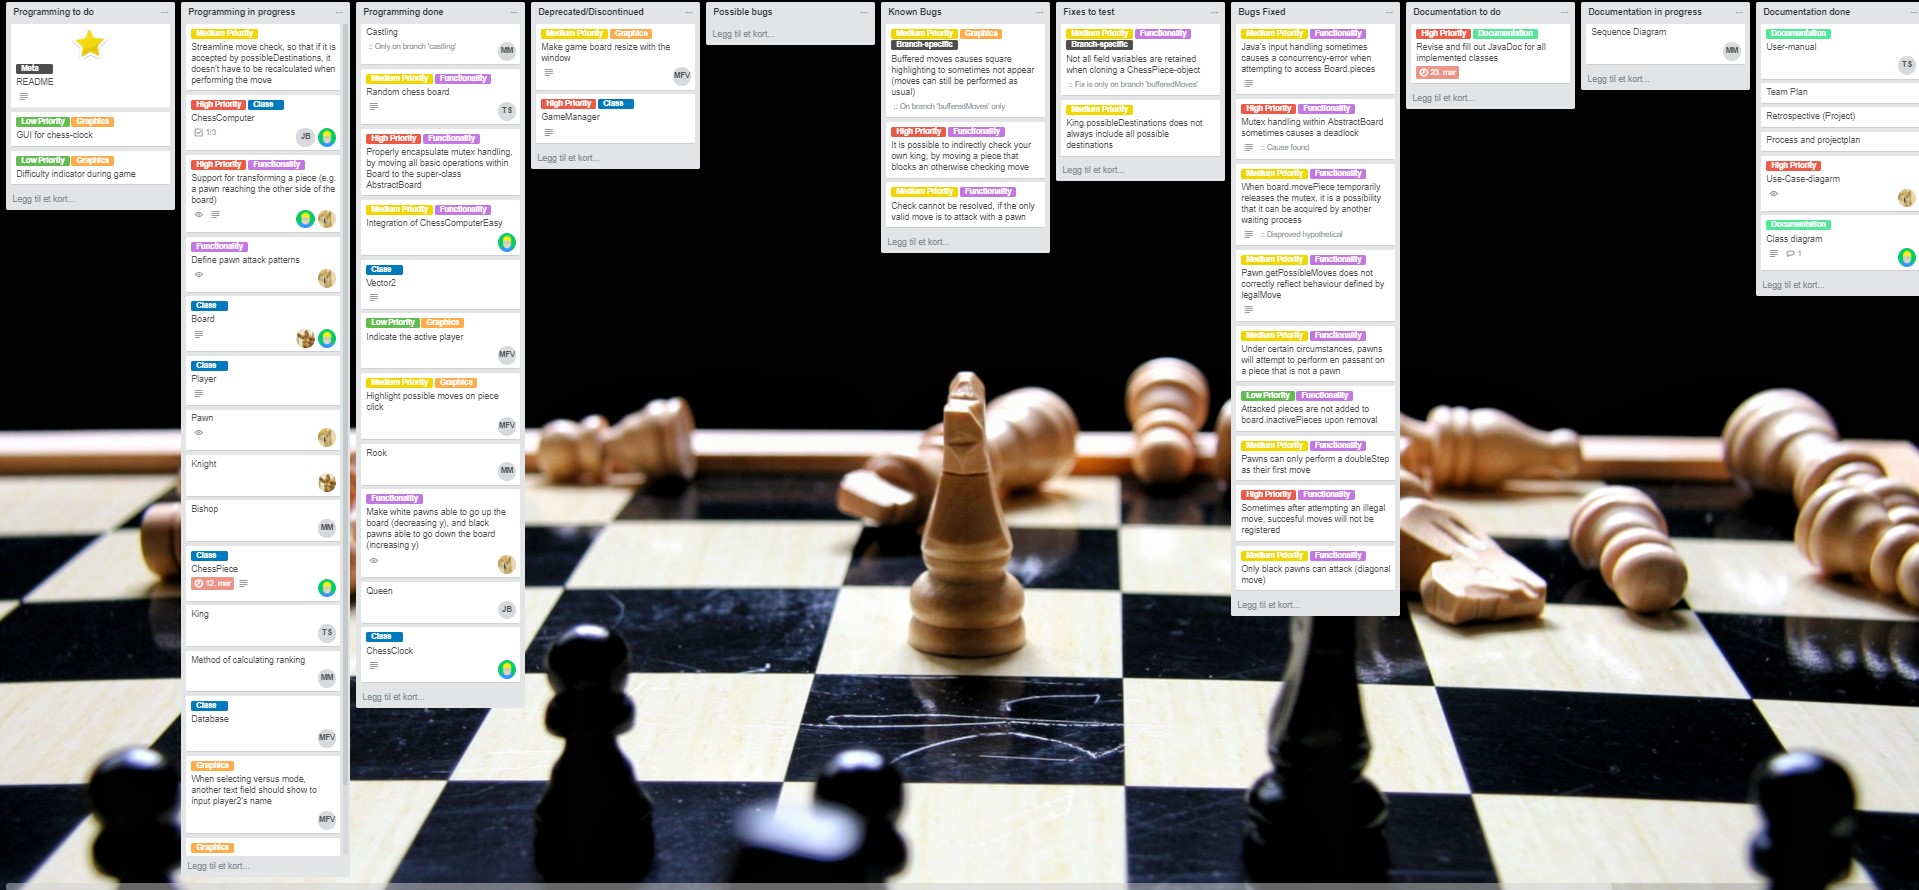 Programming to do
Meta
README
Low Priority Graphics
GUI for chess-clock
Low Priority Graphics
Difficulty indicator during game
Legg til et kort...
Programming in progress
Medium Priority
Streamline move check, so that if it is
accepted by possibleDestinations, it
doesn't have to be recalculated when
performing the move
High Priority Class
ChessComputer
1/3
JB
High Priority Functionality
Support for transforming a piece (e.g.
a pawn reaching the other side of the
board)
Functionality
Define pawn attack patterns
Class
Board
Class
Player
Pawn
Knight
Bishop
MM
Class
ChessPiece
12. mar
King
TS
Method of calculating ranking
MM
Class
Database
MFV
Graphics
When selecting versus mode,
another text field should show to
input player2's name
MFV
Graphics
Legg til et kort...
Programming done
Castling
:: Only on branch 'castling'
MM
Medium Priority Functionality
Random chess board
TS
High Priority Functionality
Properly encapsulate mutex handling,
by moving all basic operations within
Board to the super-class
AbstractBoard
Medium Priority Functionality
Integration of ChessComputerEasy
Class
Vector2
Low Priority Graphics
Indicate the active player
MFV
Medium Priority Graphics
Highlight possible moves on piece
click
MFV
Rook
MM
Functionality
Make white pawns able to go up the
board (decreasing y), and black
pawns able to go down the board
(increasing y)
Queen
JB
Class
ChessClock
Legg til et kort...
Deprecated/Discontinued
Medium Priority Graphics
Make game board resize with the
window
MFV
High Priority Class
GameManager
Legg til et kort...
Possible bugs
Legg til et kort...
Known Bugs
Medium Priority Graphics
Branch-specific
Buffered moves causes square
highlighting to sometimes not appear
(moves can still be performed as
usual)
:: On branch 'bufferedMoves' only
High Priority Functionality
It is possible to indirectly check your
own king, by moving a piece that
blocks an otherwise checking move
Medium Priority Functionality
Check cannot be resolved, if the only
valid move is to attack with a pawn
Legg til et kort...
Fixes to test
Medium Priority Functionality
Branch-specific
Not all field variables are retained
when cloning a ChessPiece-object
:: Fix is only on branch 'bufferedMoves'
Medium Priority
King.possibleDestinations does not
always include all possible
destinations
Legg til et kort...
Bugs Fixed
Medium Priority Functionality
Java's input handling sometimes
causes a concurrency-error when
attempting to access Board.pieces
High Priority Functionality
Mutex handling within AbstractBoard
sometimes causes a deadlock
:: Cause found
Medium Priority Functionality
When board.movePiece temporarily
releases the mutex, it is a possibility
that it can be acquired by another
waiting process
:: Disproved hypothetical
Medium Priority Functionality
Pawn.getPossibleMoves does not
correctly reflect behaviour defined by
legalMove
Medium Priority Functionality
Under certain circumstances, pawns
will attempt to perform en passant on
a piece that is not a pawn
Low Priority Functionality
Attacked pieces are not added to
board.inactivePieces upon removal
Medium Priority Functionality
Pawns can only perform a doubleStep
as their first move
High Priority Functionality
Sometimes after attempting an illegal
move, succesful moves will not be
registered
Medium Priority Functionality
Only black pawns can attack (diagonal
move)
Legg til et kort...
Documentation to do
High Priority Documentation
Revise and fill out JavaDoc for all
implemented classes
23. mar
Legg til et kort...
Documentation in progress
Sequence Diagram
MM
Legg til et kort...
Documentation done
Documentation
User-manual
TS
Team Plan
Retrospective (Project)
Process and projectplan
High Priority
Use-Case-diagarm
Documentation
Class diagram
1
Legg til et kort...